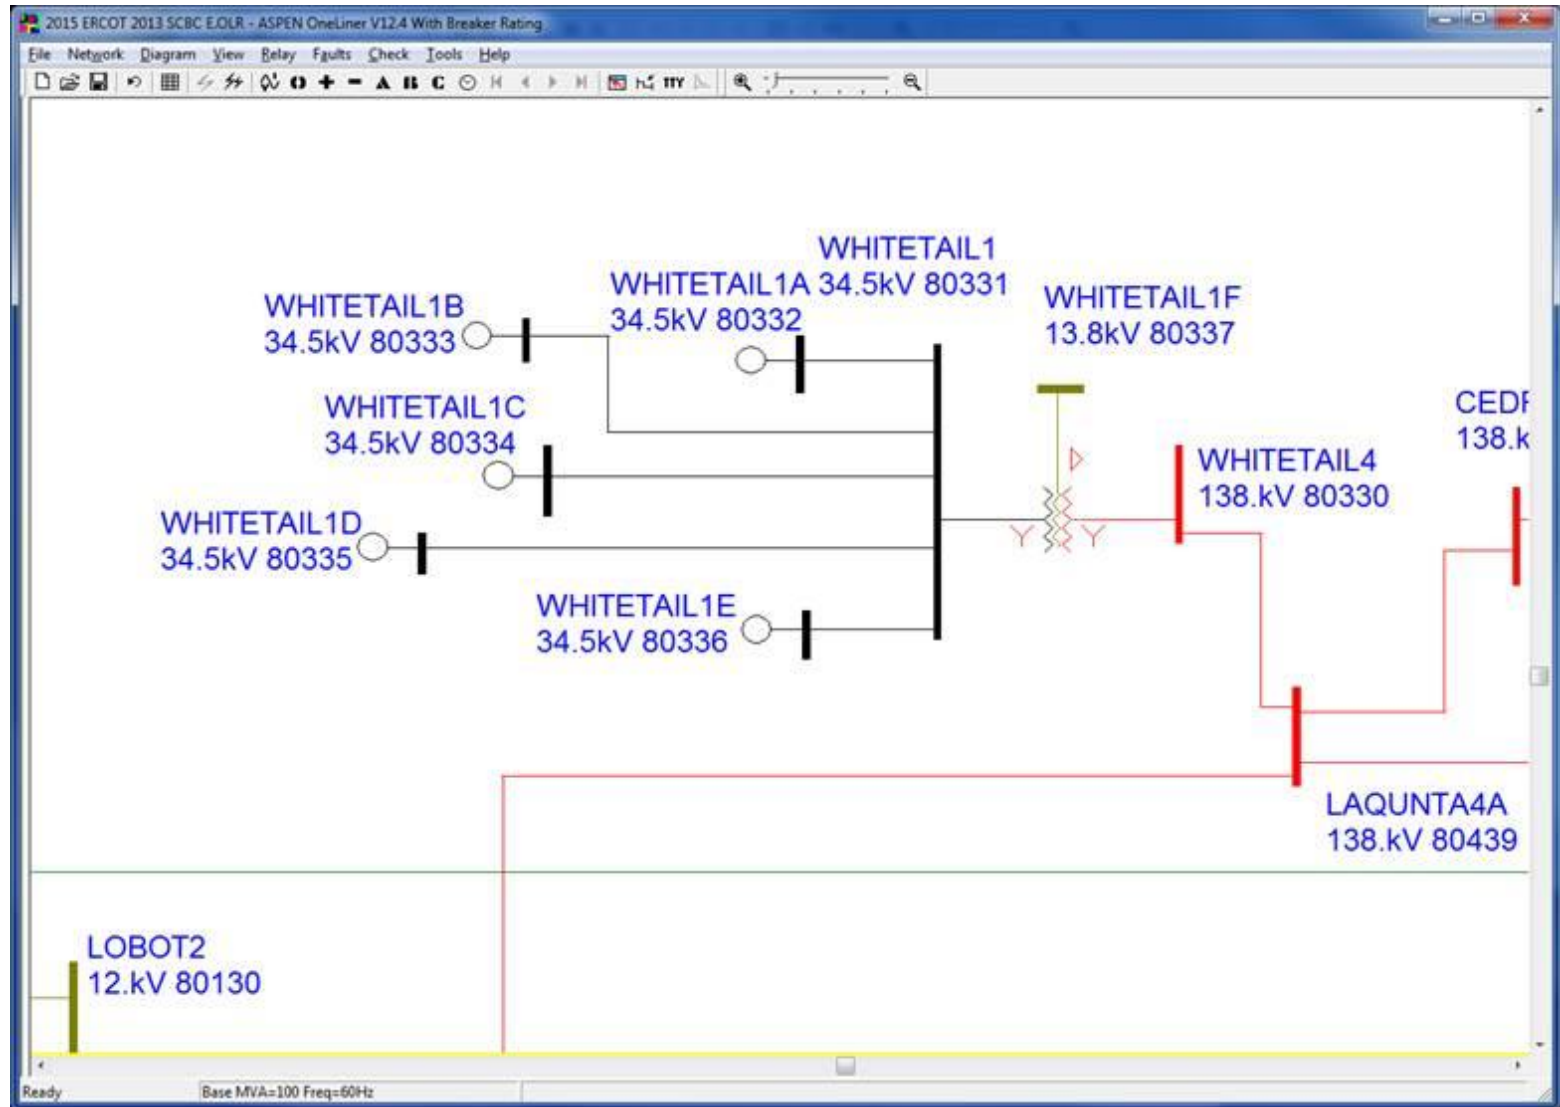 2015 ERCOT 2013 SCBC E.OLR - ASPEN OneLiner V12.4 With Breaker Rating
File Network Diagram View Relay Faults Check Tools Help
A B C TTY
WHITETAIL1
34.5kV 80331
WHITETAIL1A
34.5kV 80332
WHITETAIL1F
13.8kV 80337
WHITETAIL1B
34.5kV 80333
WHITETAIL1C
34.5kV 80334
CEDR
138.k
WHITETAIL4
138.kV 80330
WHITETAIL1D
34.5kV 80335
WHITETAIL1E
34.5kV 80336
LAQUNTA4A
138.kV 80439
LOBOT2
12.kV 80130
Ready Base MVA=100 Freq=60Hz